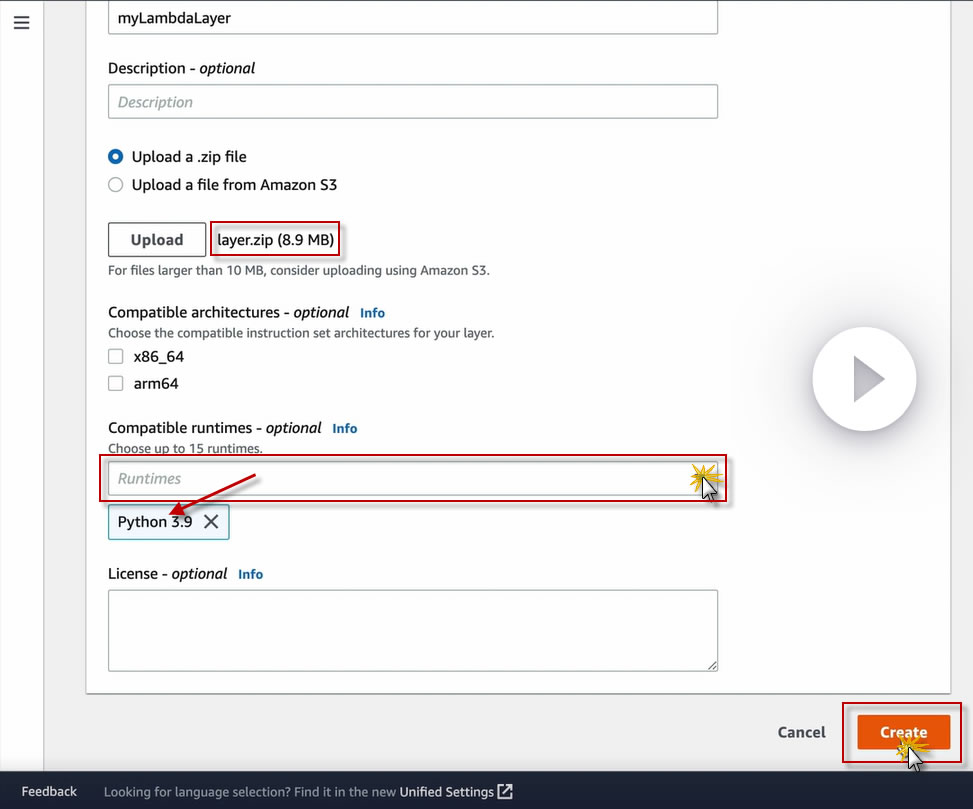 myLambdaLayer
Description - optional
Description
Upload a .zip file
Upload a file from Amazon S3
Upload layer.zip (8.9 MB)
For files larger than 10 MB, consider uploading using Amazon S3.
Compatible architectures - optional Info
Choose the compatible instruction set architectures for your layer.
x86_64
arm64
Compatible runtimes - optional Info
Choose up to 15 runtimes.
Runtimes
Python 3.9
License - optional Info
Cancel Create
Feedback Looking for language selection? Find it in the new Unified Settings